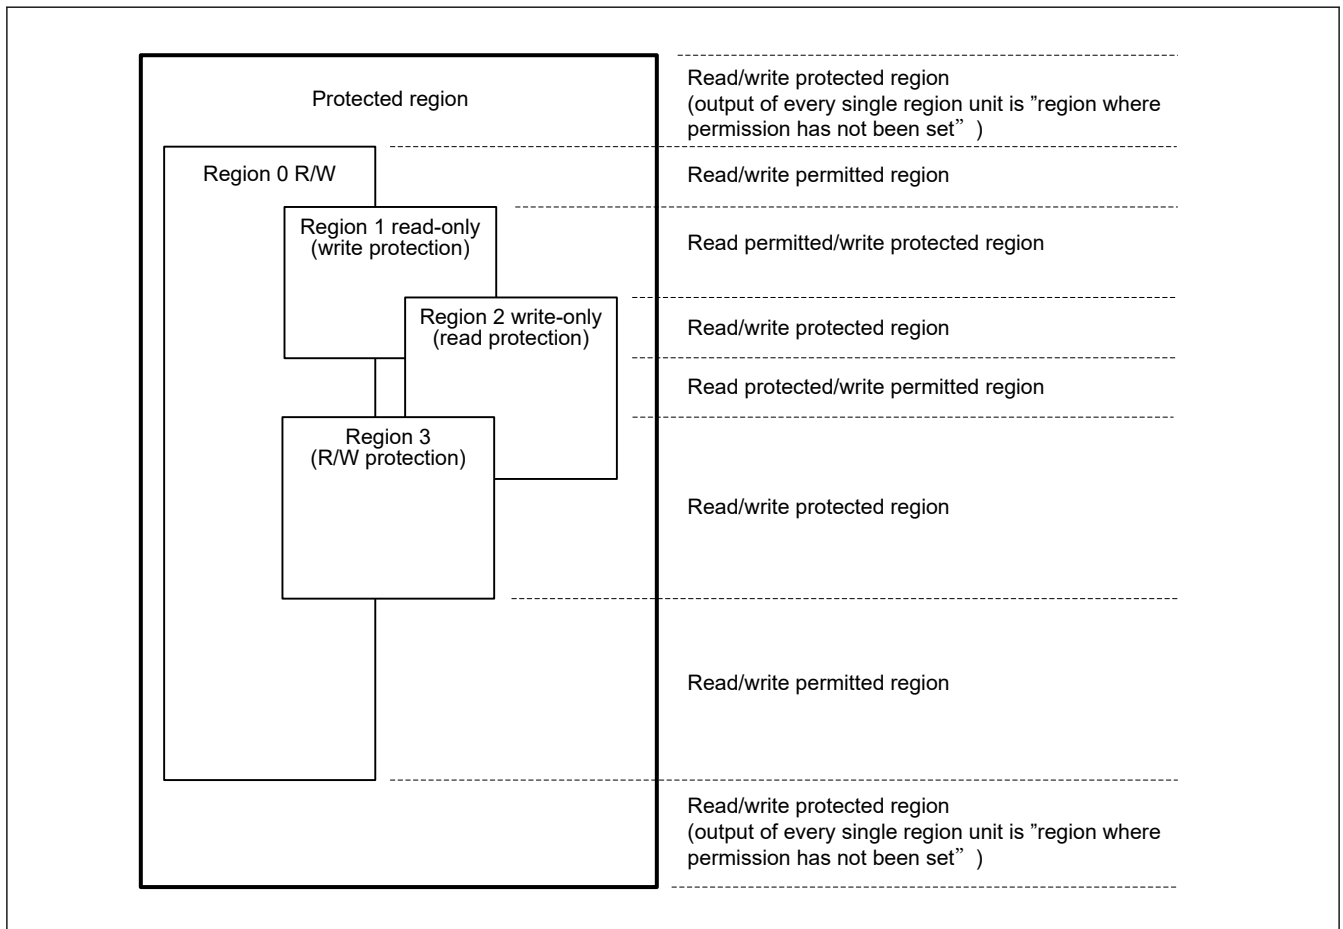 Protected region
Read/write protected region
(output of every single region unit is ”region where
permission has not been set” )
Region 0 R/W
Read/write permitted region
Region 1 read-only
(write protection)
Read permitted/write protected region
Region 2 write-only
(read protection)
Read/write protected region
Read protected/write permitted region
Region 3
(R/W protection)
Read/write protected region
Read/write permitted region
Read/write protected region
(output of every single region unit is ”region where
permission has not been set” )